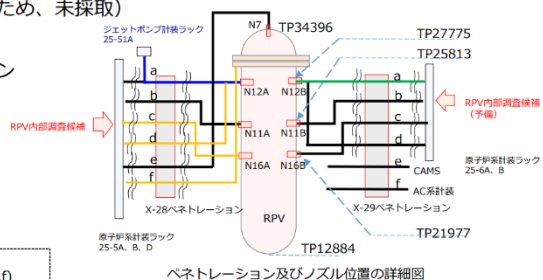 ため、未採取）
ジェットポンプ計装ラック
25-51A
N7
TP34396
TP27775
TP25813
ン
a
b
c
d
e
f
N12A
N12B
N11A
N11B
N16A
N16B
a
b
c
d
e
f
RPV内部調査候補
RPV内部調査候補
（予備）
原子炉系計装ラック
25-6A、B
CAMS
AC系計装
X-28ペネトレーション
X-29ペネトレーション
RPV
TP21977
原子炉系計装ラック
25-5A、B、D
TP12884
f)
ペネトレーション及びノズル位置の詳細図